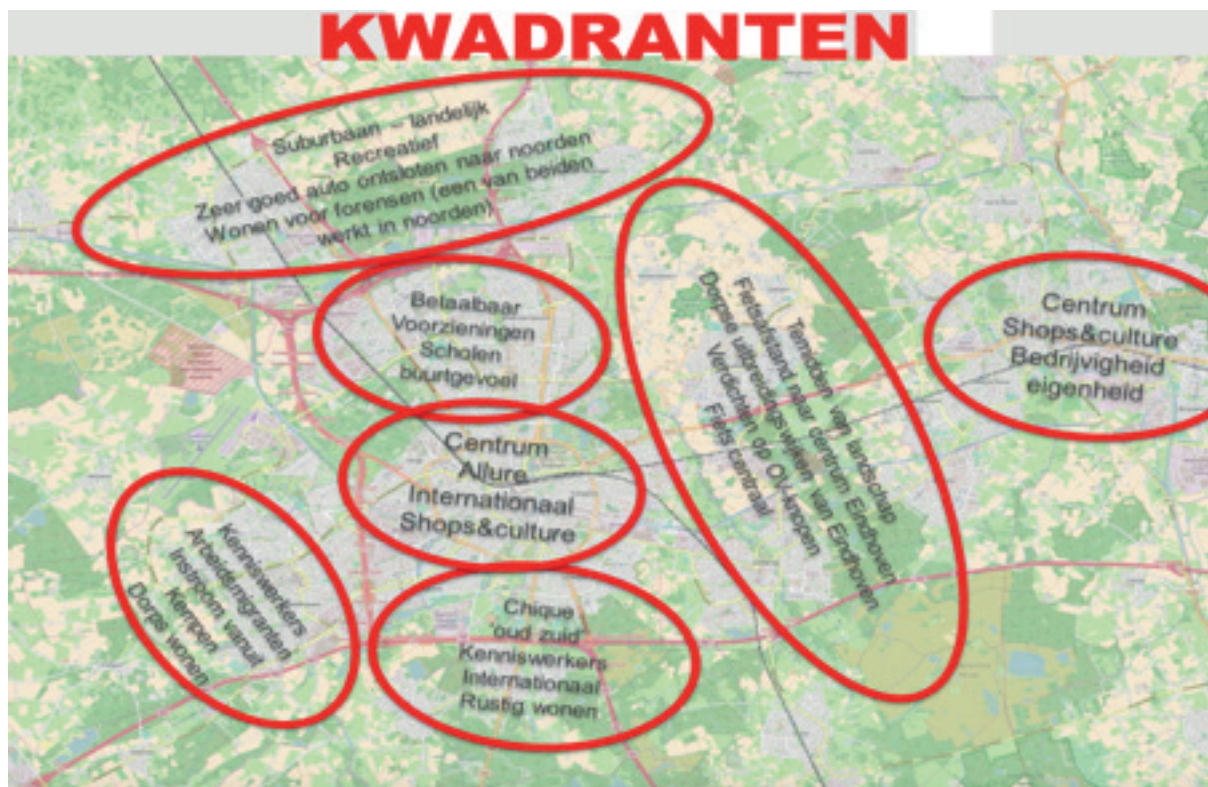 KWADRANTEN
Suburbaan – landelijk
Recreatief
Zeer goed auto ontsloten naar noorden
Wonen voor forensen (een van beiden
werkt in noorden)
Betaalbaar
Voorzieningen
Scholen
buurtgevoel
Centrum
Allure
Internationaal
Shops&culture
Temidden van landschap
Fietsafstand naar centrum Eindhoven
Dorpse uitbreidingswijken van Eindhoven
Verdichten op OV-knopen
Fiets centraal
Centrum
Shops&culture
Bedrijvigheid
eigenheid
Kenniswerkers
Arbeidsmigranten
Instroom vanuit
Kempen
Dorps wonen
Chique
'oud zuid'
Kenniswerkers
Internationaal
Rustig wonen